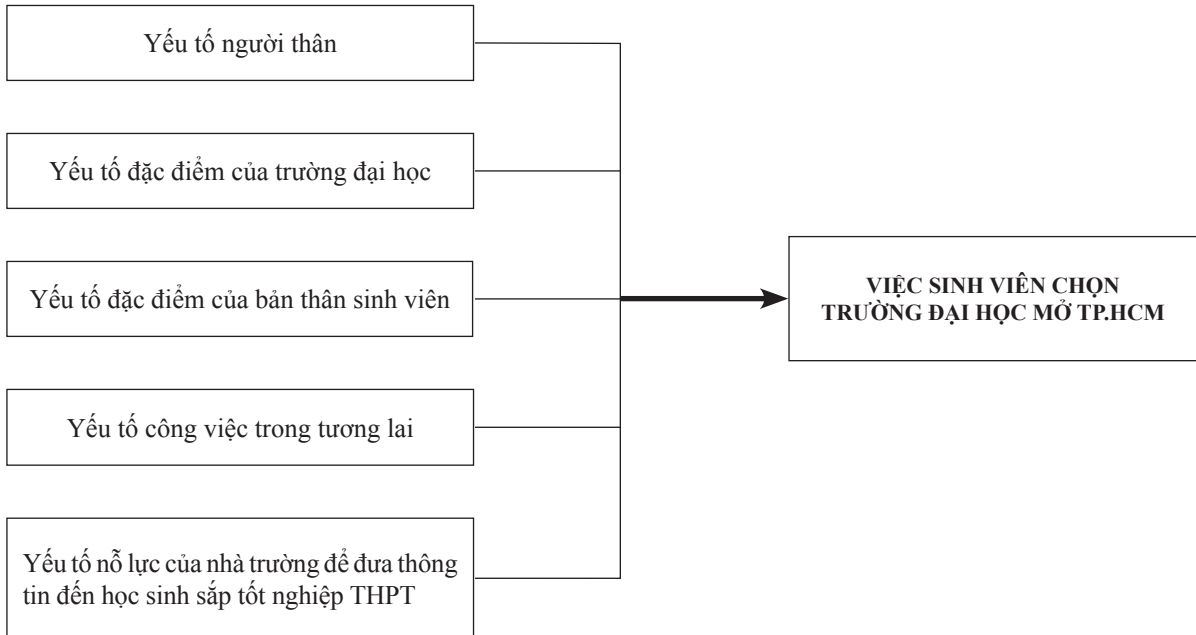 Yếu tố người thân
Yếu tố đặc điểm của trường đại học
Yếu tố đặc điểm của bản thân sinh viên
Yếu tố công việc trong tương lai
Yếu tố nỗ lực của nhà trường để đưa thông
tin đến học sinh sắp tốt nghiệp THPT
VIỆC SINH VIÊN CHỌN
TRƯỜNG ĐẠI HỌC MỞ TP.HCM